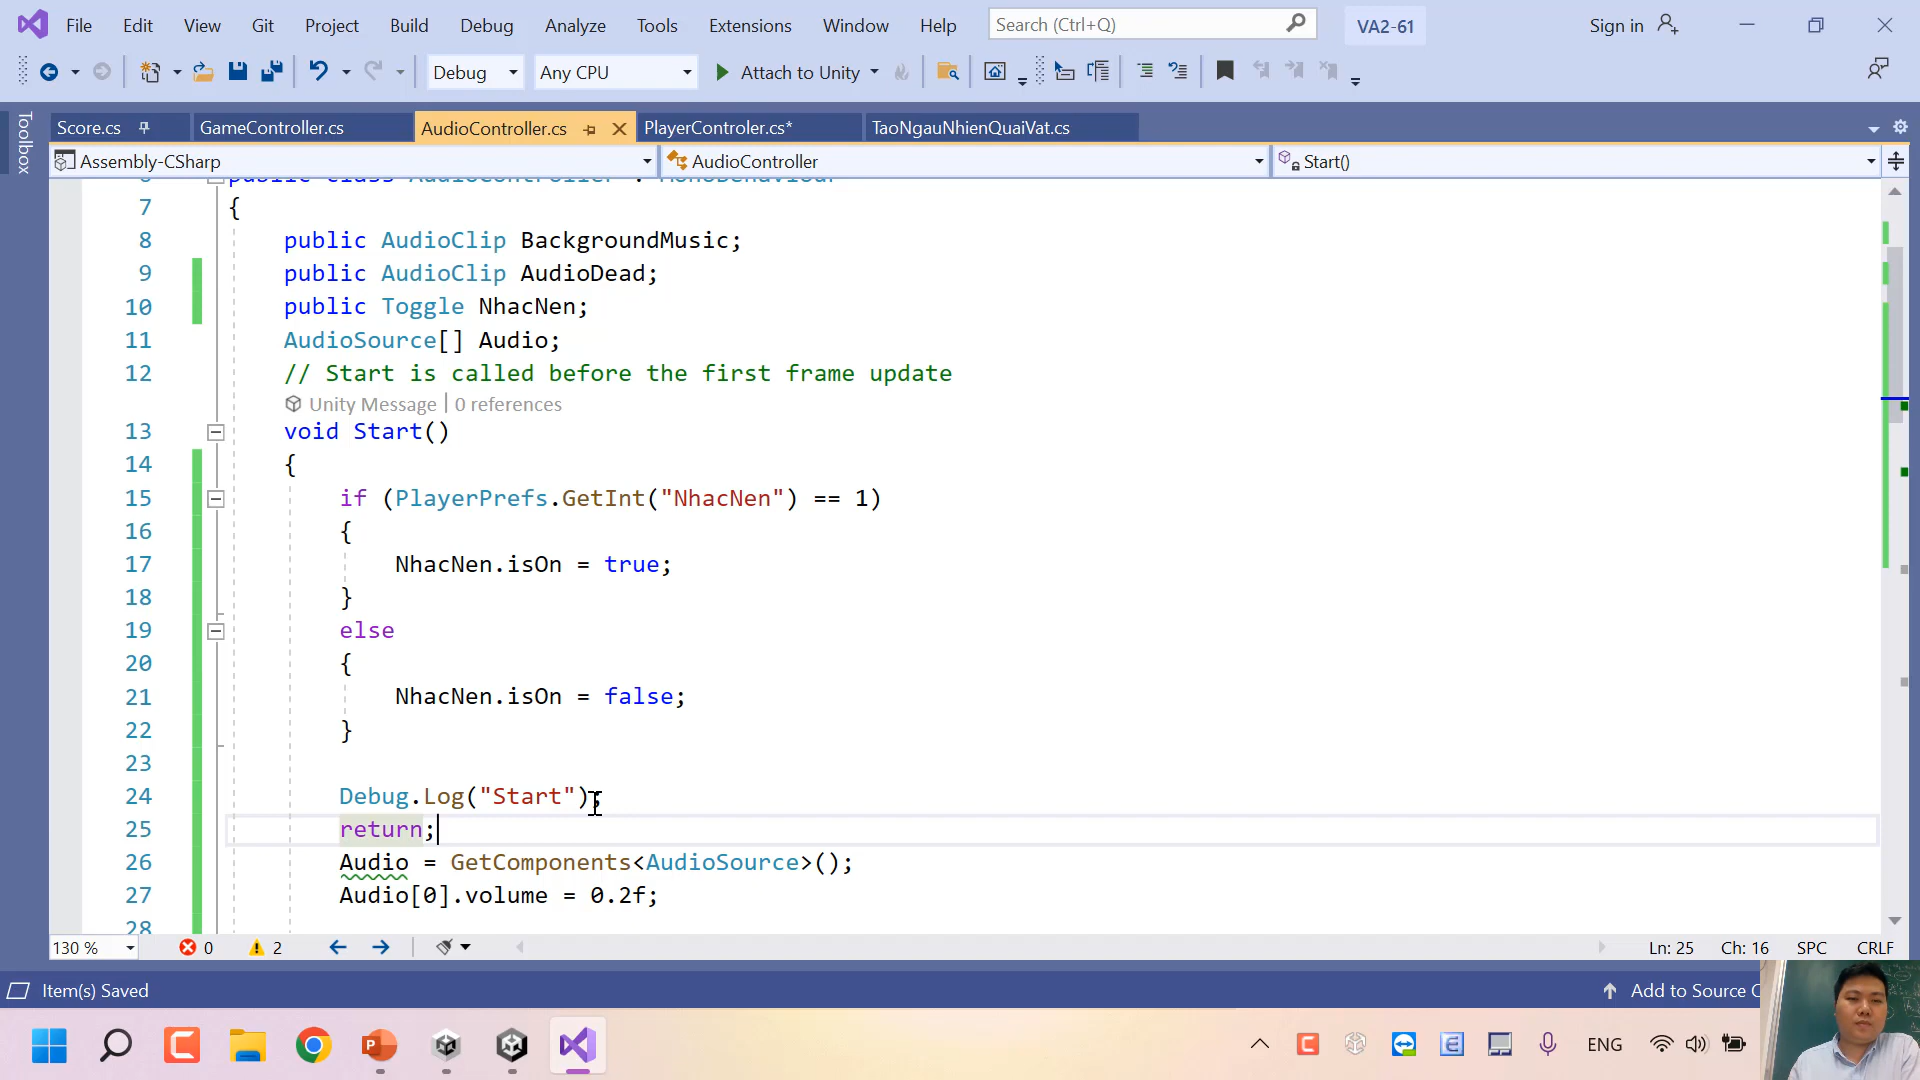 File Edit View Git Project Build Debug Analyze Tools Extensions Window Help Search (Ctrl+Q) VA2-61 Sign in
Debug Any CPU Attach to Unity
Toolbox
Score.cs GameController.cs AudioController.cs PlayerControler.cs* TaoNgauNhienQuaiVat.cs
Assembly-CSharp AudioController Start()
6 public class AudioController : MonoBehaviour
7 {
8 public AudioClip BackgroundMusic;
9 public AudioClip AudioDead;
10 public Toggle NhacNen;
11 AudioSource[] Audio;
12 // Start is called before the first frame update
Unity Message | 0 references
13 void Start()
14 {
15 if (PlayerPrefs.GetInt("NhacNen") == 1)
16 {
17 NhacNen.isOn = true;
18 }
19 else
20 {
21 NhacNen.isOn = false;
22 }
23
24 Debug.Log("Start");
25 return;
26 Audio = GetComponents<AudioSource>();
27 Audio[0].volume = 0.2f;
28
130 % 0 2 Ln: 25 Ch: 16 SPC CRLF
Item(s) Saved Add to Source C
ENG